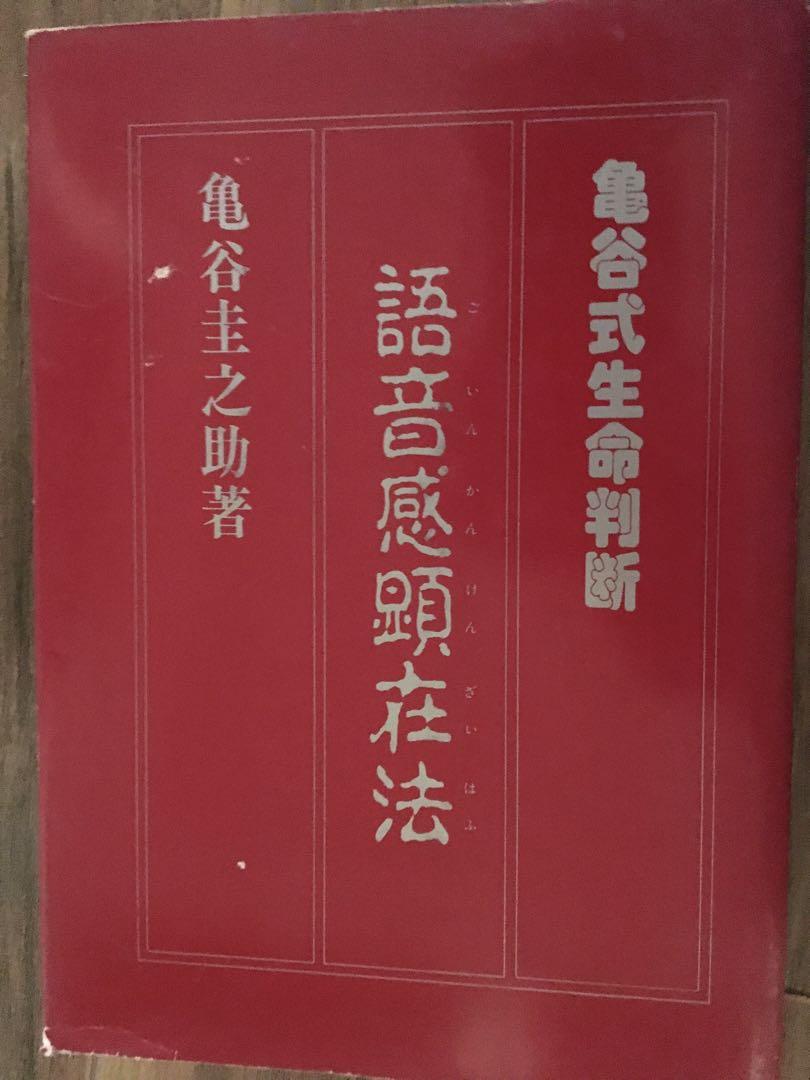 亀谷式生命判断
語音感顕在法
ごいんかんけんざいはふ
亀谷圭之助著